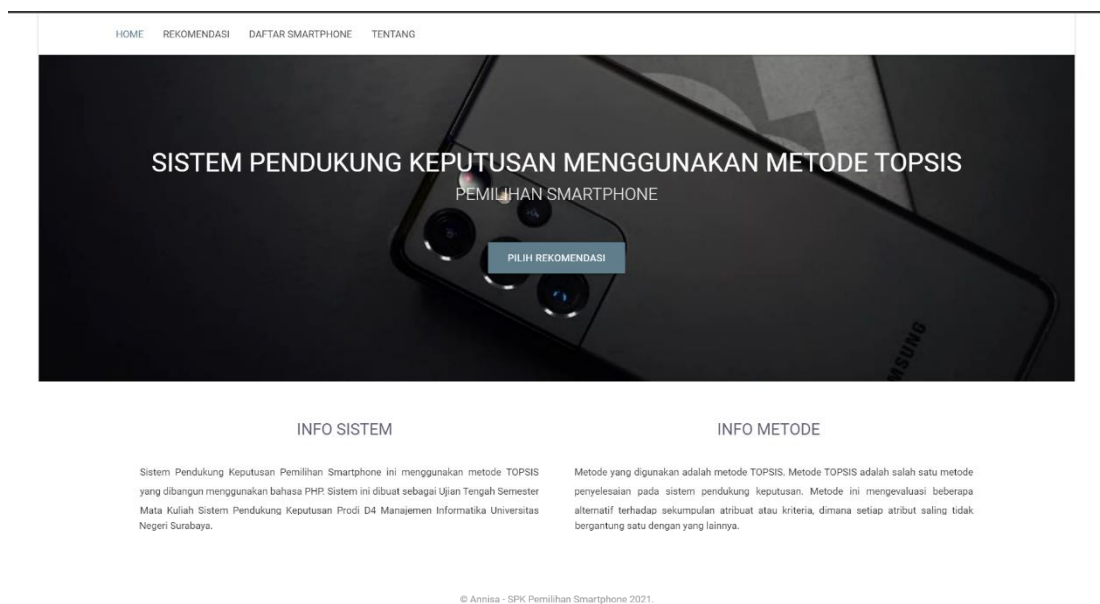 HOME REKOMENDASI DAFTAR SMARTPHONE TENTANG
SISTEM PENDUKUNG KEPUTUSAN MENGGUNAKAN METODE TOPSIS
PEMILIHAN SMARTPHONE
PILIH REKOMENDASI
MSUNG
INFO SISTEM
Sistem Pendukung Keputusan Pemilihan Smartphone ini menggunakan metode TOPSIS
yang dibangun menggunakan bahasa PHP. Sistem ini dibuat sebagai Ujian Tengah Semester
Mata Kuliah Sistem Pendukung Keputusan Prodi D4 Manajemen Informatika Universitas
Negeri Surabaya.
INFO METODE
Metode yang digunakan adalah metode TOPSIS. Metode TOPSIS adalah salah satu metode
penyelesaian pada sistem pendukung keputusan. Metode ini mengevaluasi beberapa
alternatif terhadap sekumpulan atribuat atau kriteria, dimana setiap atribut saling tidak
bergantung satu dengan yang lainnya.
© Annisa - SPK Pemilihan Smartphone 2021.